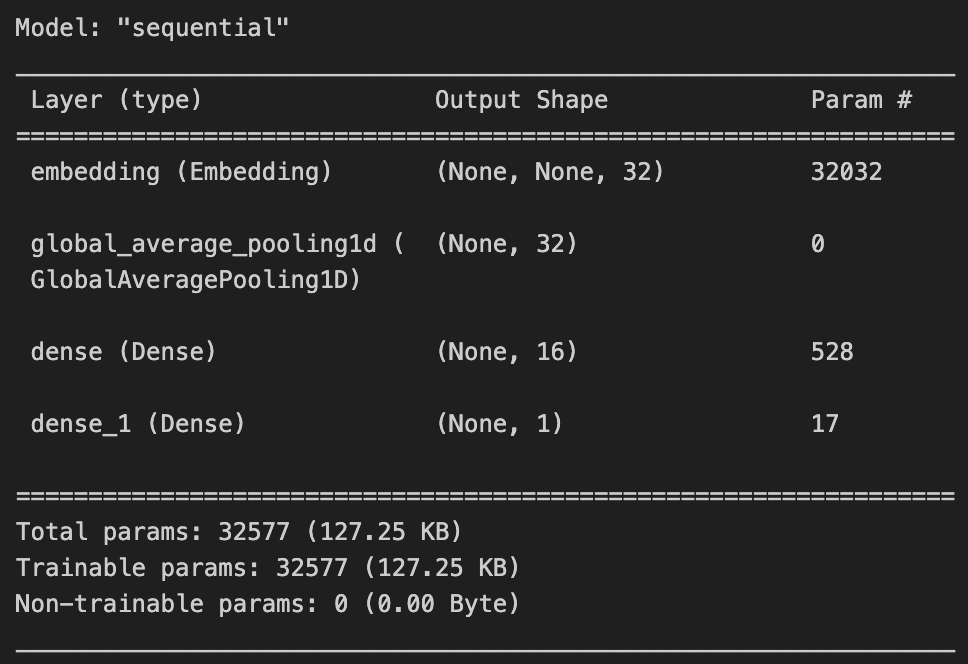 Model: "sequential"
_________________________________________________________________
Layer (type) Output Shape Param #
=================================================================
embedding (Embedding) (None, None, 32) 32032
global_average_pooling1d ( (None, 32) 0
GlobalAveragePooling1D)
dense (Dense) (None, 16) 528
dense_1 (Dense) (None, 1) 17
=================================================================
Total params: 32577 (127.25 KB)
Trainable params: 32577 (127.25 KB)
Non-trainable params: 0 (0.00 Byte)
_________________________________________________________________